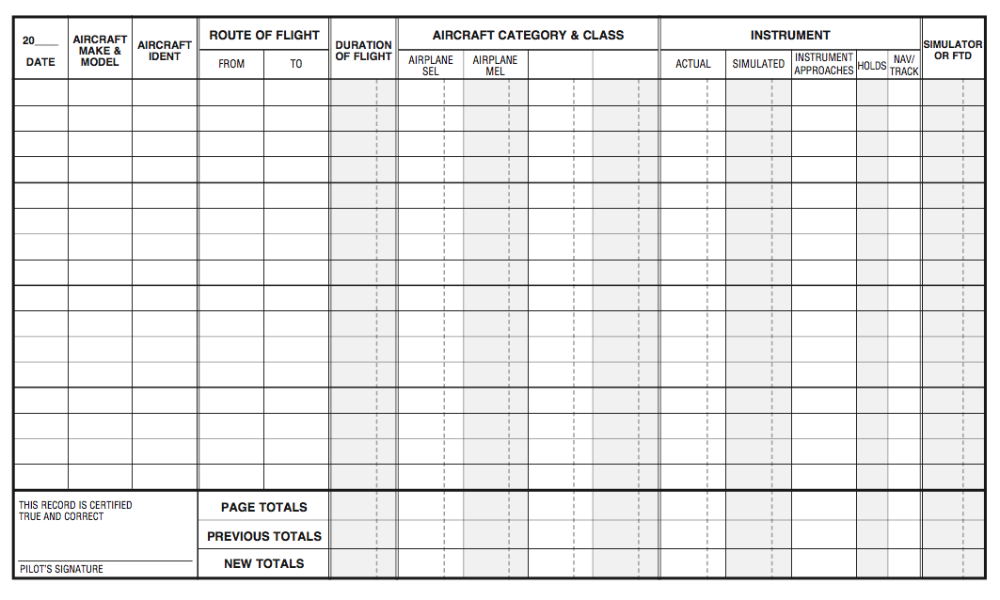 20____
DATE
AIRCRAFT
MAKE &
MODEL
AIRCRAFT
IDENT
ROUTE OF FLIGHT
FROM
TO
DURATION
OF FLIGHT
AIRCRAFT CATEGORY & CLASS
AIRPLANE
SEL
AIRPLANE
MEL
INSTRUMENT
ACTUAL
SIMULATED
INSTRUMENT
APPROACHES
HOLDS
NAV/
TRACK
SIMULATOR
OR FTD
THIS RECORD IS CERTIFIED
TRUE AND CORRECT
PILOT'S SIGNATURE
PAGE TOTALS
PREVIOUS TOTALS
NEW TOTALS